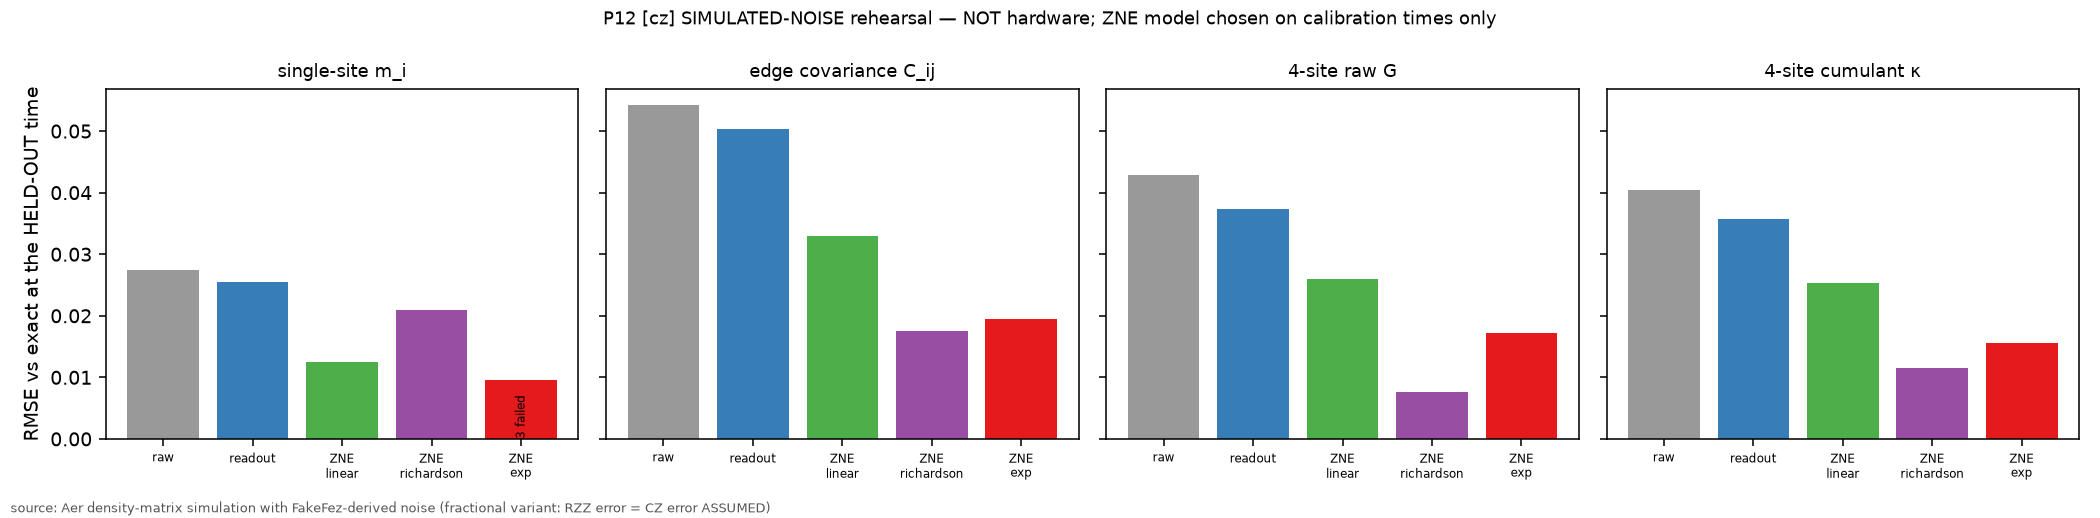 P12 [cz] SIMULATED-NOISE rehearsal — NOT hardware; ZNE model chosen on calibration times only
RMSE vs exact at the HELD-OUT time
single-site m_i
0.05
0.04
0.03
0.02
0.01
0.00
3 failed
raw
readout
ZNE
linear
ZNE
richardson
ZNE
exp
edge covariance C_ij
raw
readout
ZNE
linear
ZNE
richardson
ZNE
exp
4-site raw G
raw
readout
ZNE
linear
ZNE
richardson
ZNE
exp
4-site cumulant κ
raw
readout
ZNE
linear
ZNE
richardson
ZNE
exp
source: Aer density-matrix simulation with FakeFez-derived noise (fractional variant: RZZ error = CZ error ASSUMED)